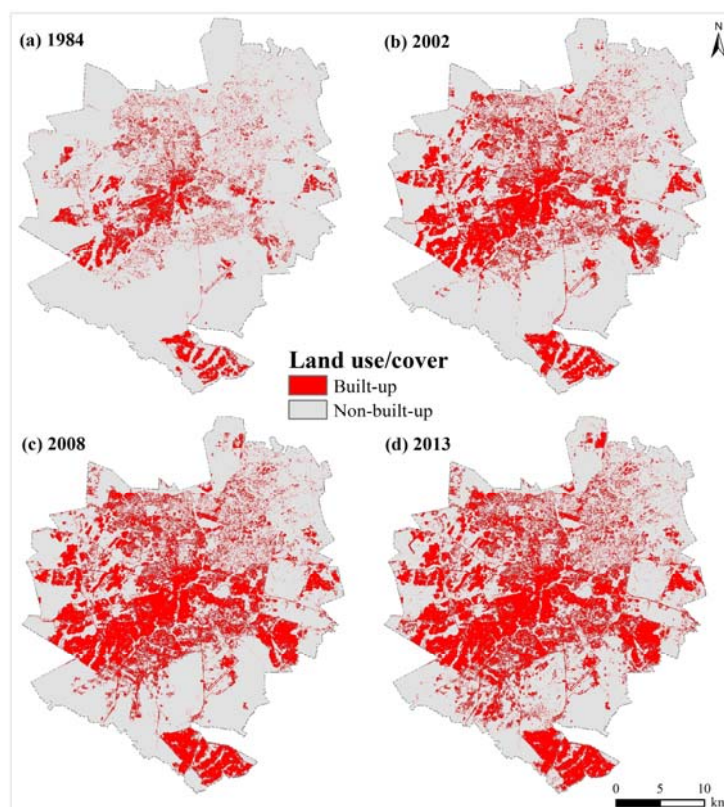 (a) 1984
(b) 2002
N
Land use/cover
Built-up
Non-built-up
(c) 2008
(d) 2013
0 5 10
km